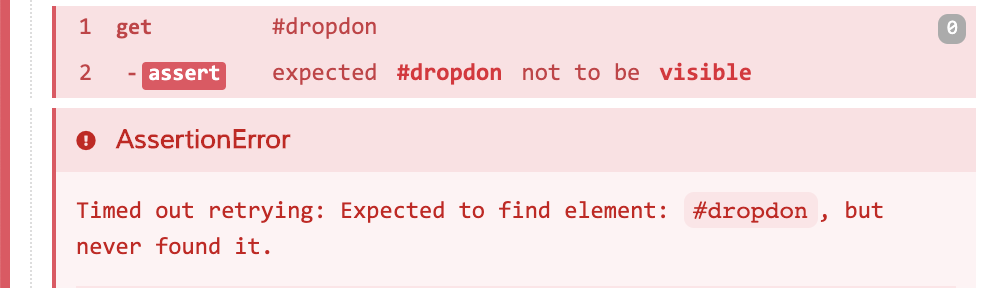 1 get #dropdon 0
2 -assert expected #dropdon not to be visible
AssertionError
Timed out retrying: Expected to find element: #dropdon, but
never found it.